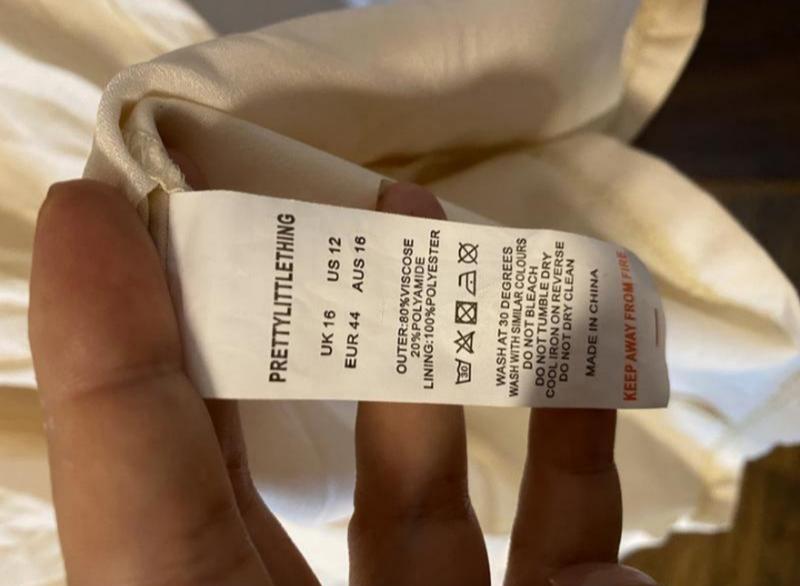 PRETTYLITTLETHING
UK 16 US 12
EUR 44 AUS 16
OUTER:80%VISCOSE
20%POLYAMIDE
LINING:100%POLYESTER
30
WASH AT 30 DEGREES
WASH WITH SIMILAR COLOURS
DO NOT BLEACH
DO NOT TUMBLE DRY
COOL IRON ON REVERSE
DO NOT DRY CLEAN
MADE IN CHINA
KEEP AWAY FROM FIRE